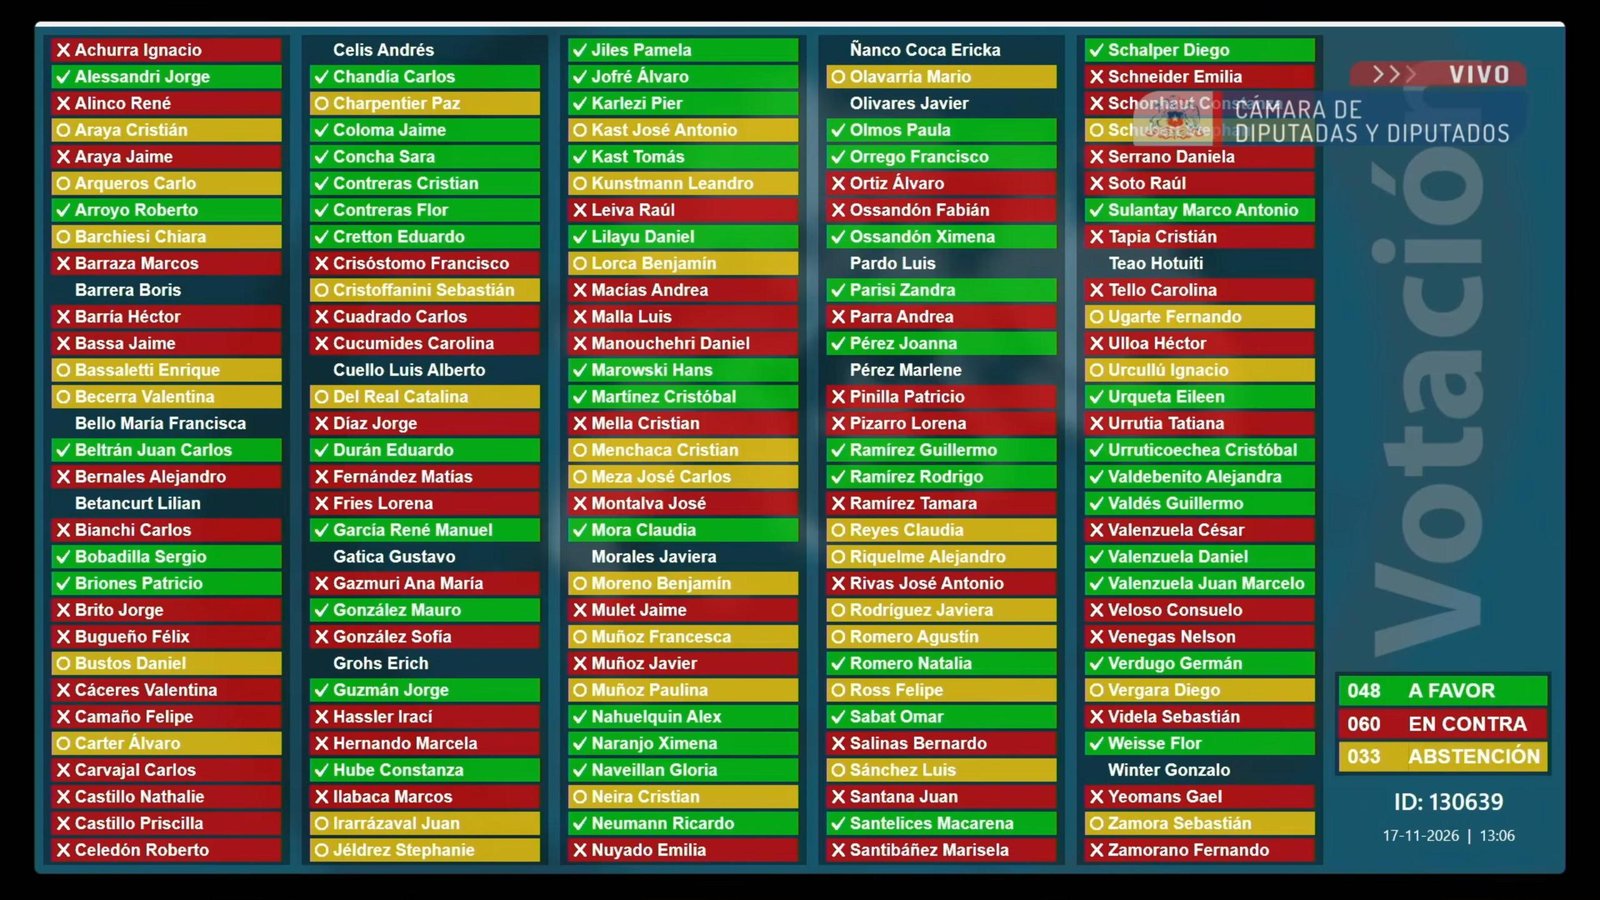 Achurra Ignacio
Alessandri Jorge
Alinco René
Araya Cristián
Araya Jaime
Arqueros Carlo
Arroyo Roberto
Barchiesi Chiara
Barraza Marcos
Barrera Boris
Barría Héctor
Bassa Jaime
Bassaletti Enrique
Becerra Valentina
Bello María Francisca
Beltrán Juan Carlos
Bernales Alejandro
Betancurt Lilian
Bianchi Carlos
Bobadilla Sergio
Briones Patricio
Brito Jorge
Bugueño Félix
Bustos Daniel
Cáceres Valentina
Camaño Felipe
Carter Álvaro
Carvajal Carlos
Castillo Nathalie
Castillo Priscilla
Celedón Roberto
Celis Andrés
Chandía Carlos
Charpentier Paz
Coloma Jaime
Concha Sara
Contreras Cristian
Contreras Flor
Cretton Eduardo
Crisóstomo Francisco
Cristoffanini Sebastián
Cuadrado Carlos
Cucumides Carolina
Cuello Luis Alberto
Del Real Catalina
Díaz Jorge
Durán Eduardo
Fernández Matías
Fries Lorena
García René Manuel
Gatica Gustavo
Gazmuri Ana María
González Mauro
González Sofía
Grohs Erich
Guzmán Jorge
Hassler Irací
Hernando Marcela
Hube Constanza
Ilabaca Marcos
Irarrázaval Juan
Jéldrez Stephanie
Jiles Pamela
Jofré Álvaro
Karlezi Pier
Kast José Antonio
Kast Tomás
Kunstmann Leandro
Leiva Raúl
Lilayu Daniel
Lorca Benjamín
Macías Andrea
Malla Luis
Manouchehri Daniel
Marowski Hans
Martínez Cristóbal
Mella Cristian
Menchaca Cristian
Meza José Carlos
Montalva José
Mora Claudia
Morales Javiera
Moreno Benjamín
Mulet Jaime
Muñoz Francesca
Muñoz Javier
Muñoz Paulina
Nahuelquin Alex
Naranjo Ximena
Naveillan Gloria
Neira Cristian
Neumann Ricardo
Nuyado Emilia
Ñanco Coca Ericka
Olavarría Mario
Olivares Javier
Olmos Paula
Orrego Francisco
Ortiz Álvaro
Ossandón Fabián
Ossandón Ximena
Pardo Luis
Parisi Zandra
Parra Andrea
Pérez Joanna
Pérez Marlene
Pinilla Patricio
Pizarro Lorena
Ramírez Guillermo
Ramírez Rodrigo
Ramírez Tamara
Reyes Claudia
Riquelme Alejandro
Rivas José Antonio
Rodríguez Javiera
Romero Agustín
Romero Natalia
Ross Felipe
Sabat Omar
Salinas Bernardo
Sánchez Luis
Santana Juan
Santelices Macarena
Santibáñez Marisela
Schalper Diego
Schneider Emilia
Schonhaut Constanza
Serrano Daniela
Soto Raúl
Sulantay Marco Antonio
Tapia Cristián
Teao Hotuiti
Tello Carolina
Ugarte Fernando
Ulloa Héctor
Urcullú Ignacio
Urqueta Eileen
Urrutia Tatiana
Urruticoechea Cristóbal
Valdebenito Alejandra
Valdés Guillermo
Valenzuela César
Valenzuela Daniel
Valenzuela Juan Marcelo
Veloso Consuelo
Venegas Nelson
Verdugo Germán
Vergara Diego
Videla Sebastián
Weisse Flor
Winter Gonzalo
Yeomans Gael
Zamora Sebastián
Zamorano Fernando
VIVO
CÁMARA DE
DIPUTADAS Y DIPUTADOS
Votación
048 A FAVOR
060 EN CONTRA
033 ABSTENCIÓN
ID: 130639
17-11-2026 | 13:06